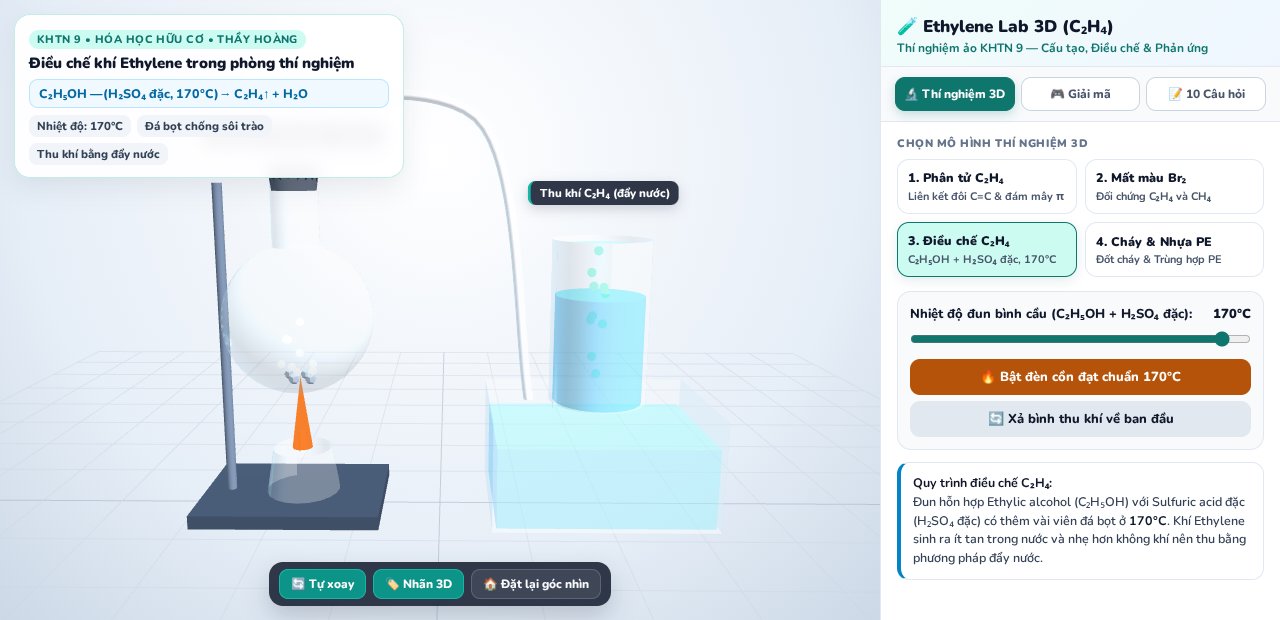 KHTN 9 • HÓA HỌC HỮU CƠ • THẦY HOÀNG
Điều chế khí Ethylene trong phòng thí nghiệm
C₂H₅OH —(H₂SO₄ đặc, 170°C)→ C₂H₄↑ + H₂O
Nhiệt độ: 170°C
Đá bọt chống sôi trào
Thu khí bằng đẩy nước
Thu khí C₂H₄ (đẩy nước)
🔄 Tự xoay
🏷️ Nhãn 3D
🏠 Đặt lại góc nhìn
🧪 Ethylene Lab 3D (C₂H₄)
Thí nghiệm ảo KHTN 9 — Cấu tạo, Điều chế & Phản ứng
🔬 Thí nghiệm 3D
🎮 Giải mã
📝 10 Câu hỏi
CHỌN MÔ HÌNH THÍ NGHIỆM 3D
1. Phân tử C₂H₄
Liên kết đôi C=C & đám mây π
2. Mất màu Br₂
Đối chứng C₂H₄ và CH₄
3. Điều chế C₂H₄
C₂H₅OH + H₂SO₄ đặc, 170°C
4. Cháy & Nhựa PE
Đốt cháy & Trùng hợp PE
Nhiệt độ đun bình cầu (C₂H₅OH + H₂SO₄ đặc): 170°C
🔥 Bật đèn cồn đạt chuẩn 170°C
🔄 Xả bình thu khí về ban đầu
Quy trình điều chế C₂H₄:
Đun hỗn hợp Ethylic alcohol (C₂H₅OH) với Sulfuric acid đặc
(H₂SO₄ đặc) có thêm vài viên đá bọt ở 170°C. Khí Ethylene
sinh ra ít tan trong nước và nhẹ hơn không khí nên thu bằng
phương pháp đẩy nước.